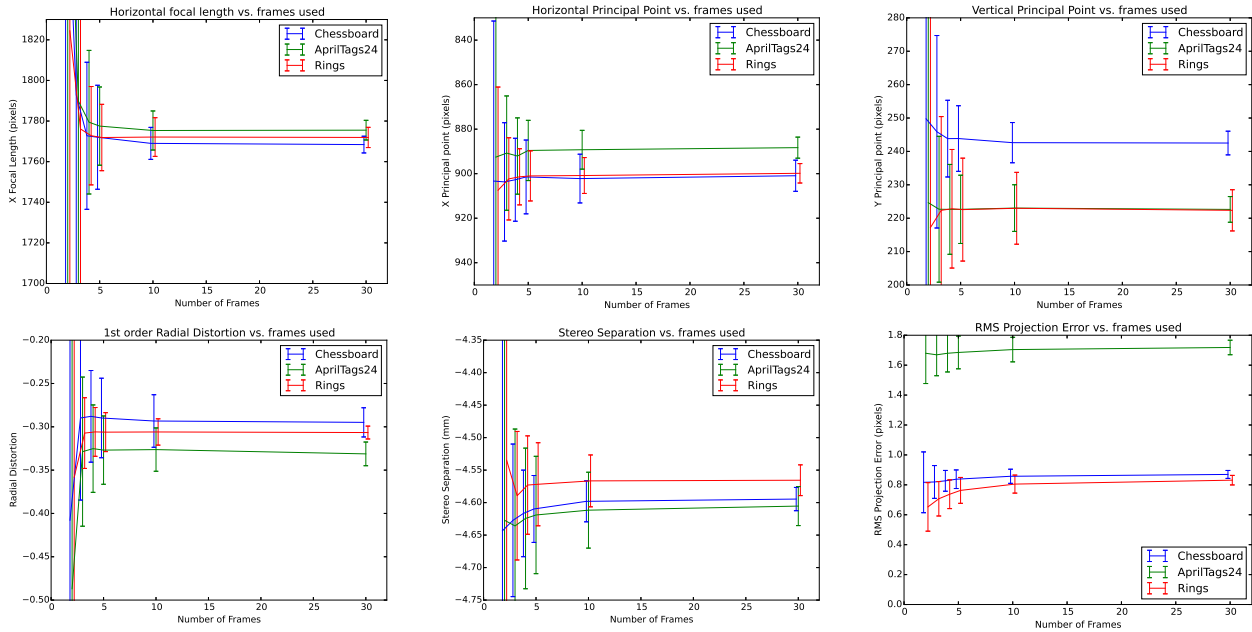 Horizontal focal length vs. frames used
X Focal Length (pixels)
1820
1800
1780
1760
1740
1720
1700
0 5 10 15 20 25 30
Number of Frames
Chessboard
AprilTags24
Rings
Horizontal Principal Point vs. frames used
X Principal point (pixels)
840
860
880
900
920
940
0 5 10 15 20 25 30
Number of Frames
Chessboard
AprilTags24
Rings
Vertical Principal Point vs. frames used
Y Principal point (pixels)
280
270
260
250
240
230
220
210
200
0 5 10 15 20 25 30
Number of Frames
Chessboard
AprilTags24
Rings
1st order Radial Distortion vs. frames used
Radial Distortion
−0.20
−0.25
−0.30
−0.35
−0.40
−0.45
−0.50
0 5 10 15 20 25 30
Number of Frames
Chessboard
AprilTags24
Rings
Stereo Separation vs. frames used
Stereo Separation (mm)
−4.35
−4.40
−4.45
−4.50
−4.55
−4.60
−4.65
−4.70
−4.75
0 5 10 15 20 25 30
Number of Frames
Chessboard
AprilTags24
Rings
RMS Projection Error vs. frames used
RMS Projection Error (pixels)
1.8
1.6
1.4
1.2
1.0
0.8
0.6
0.4
0.2
0.0
0 5 10 15 20 25 30
Number of Frames
Chessboard
AprilTags24
Rings